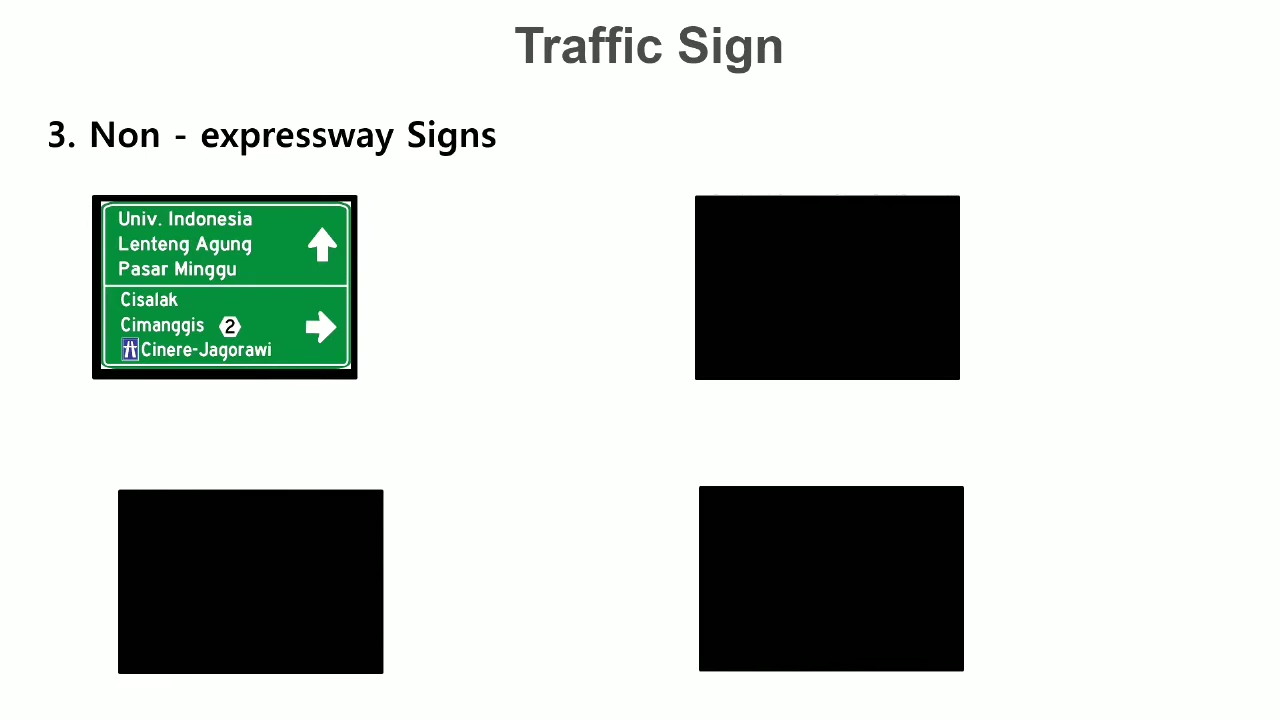 Traffic Sign
3. Non - expressway Signs
Univ. Indonesia
Lenteng Agung
Pasar Minggu
Cisalak
Cimanggis 2
Cinere-Jagorawi